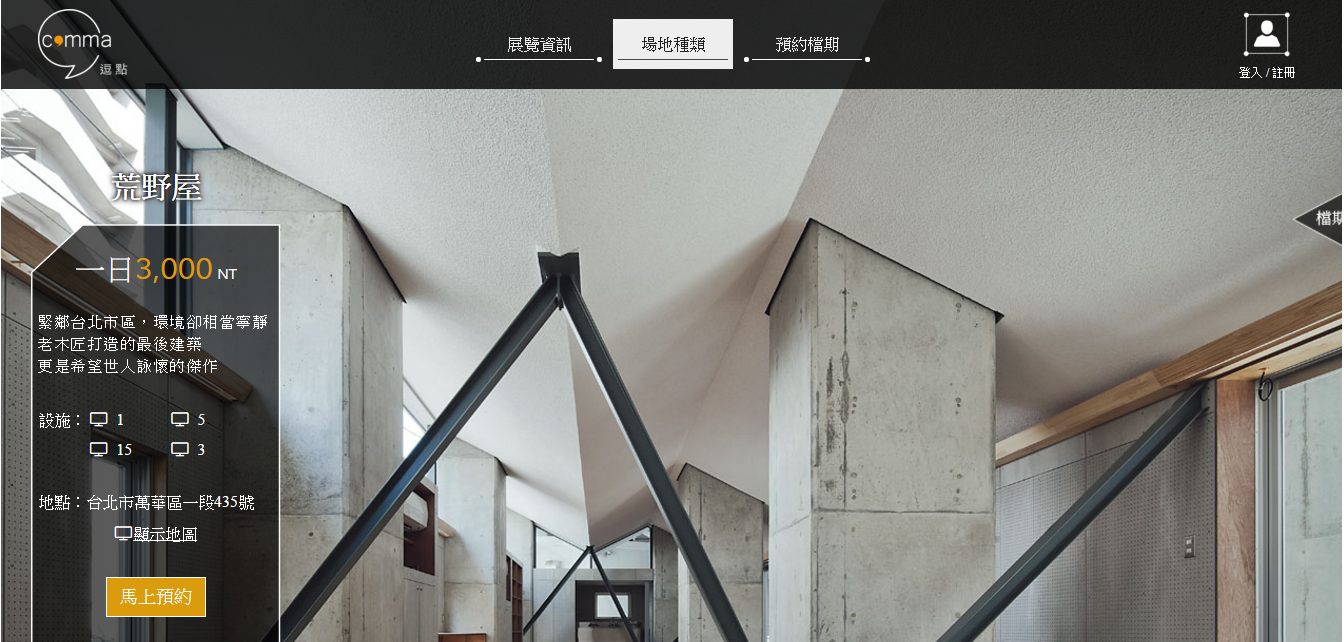 comma
逗點
展覽資訊
場地種類
預約檔期
登入 / 註冊
荒野屋
檔期
一日3,000 NT
緊鄰台北市區，環境卻相當寧靜
老木匠打造的最後建築
更是希望世人詠懷的傑作
設施： 1 5
15 3
地點：台北市萬華區一段435號
顯示地圖
馬上預約